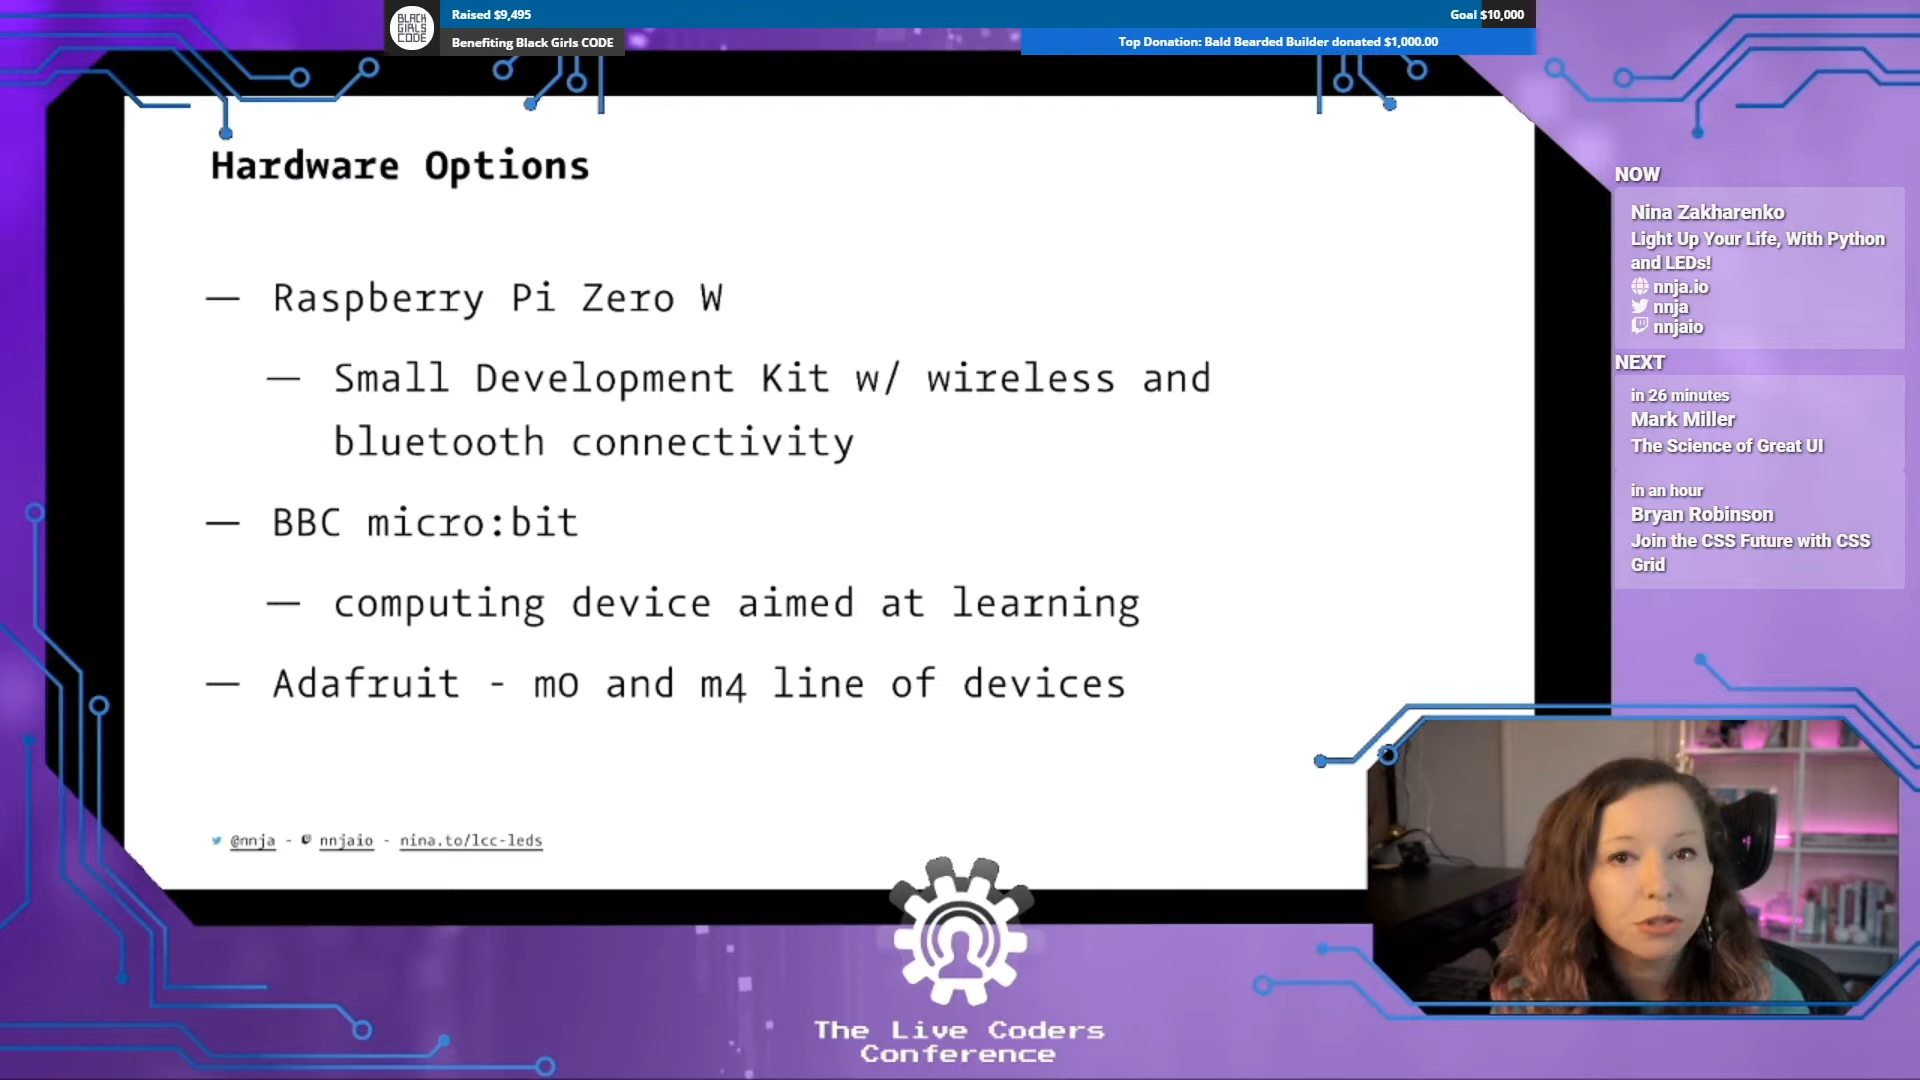 BLACK
GIRLS
CODE
Raised $9,495
Goal $10,000
Benefiting Black Girls CODE
Top Donation: Bald Bearded Builder donated $1,000.00
Hardware Options
— Raspberry Pi Zero W
— Small Development Kit w/ wireless and
bluetooth connectivity
— BBC micro:bit
— computing device aimed at learning
— Adafruit - m0 and m4 line of devices
@nnja - nnjaio - nina.to/lcc-leds
NOW
Nina Zakharenko
Light Up Your Life, With Python
and LEDs!
nnja.io
nnja
nnjaio
NEXT
in 26 minutes
Mark Miller
The Science of Great UI
in an hour
Bryan Robinson
Join the CSS Future with CSS
Grid
The Live Coders
Conference